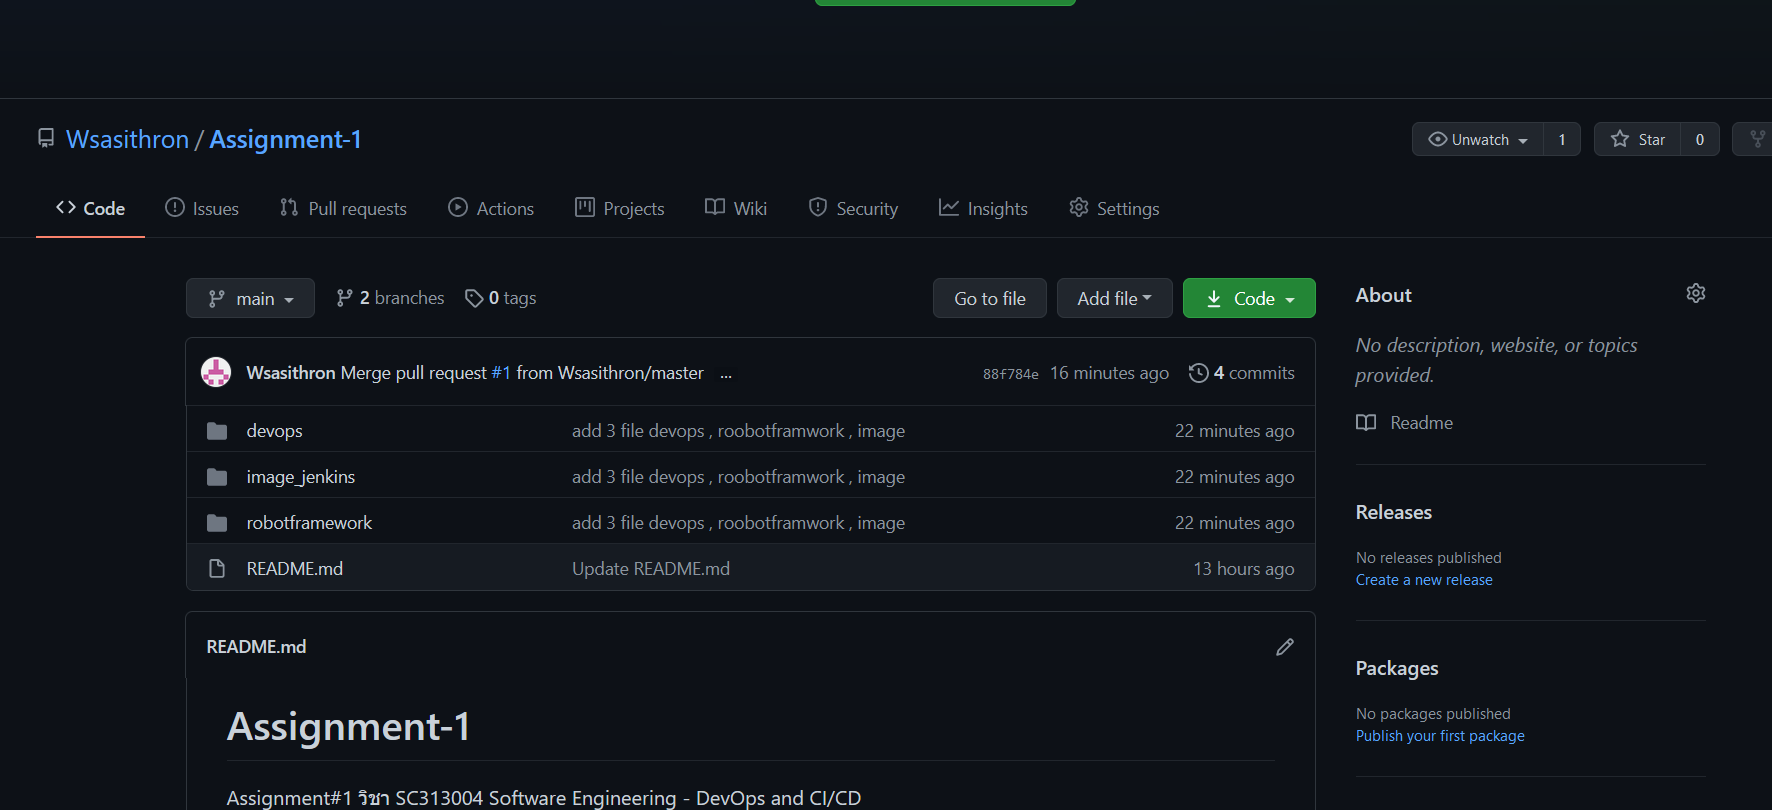 Wsasithron / Assignment-1
Unwatch 1 Star 0
Code Issues Pull requests Actions Projects Wiki Security Insights Settings
main 2 branches 0 tags Go to file Add file Code
Wsasithron Merge pull request #1 from Wsasithron/master ... 88f784e 16 minutes ago 4 commits
devops add 3 file devops , roobotframwork , image 22 minutes ago
image_jenkins add 3 file devops , roobotframwork , image 22 minutes ago
robotframework add 3 file devops , roobotframwork , image 22 minutes ago
README.md Update README.md 13 hours ago
README.md
Assignment-1
Assignment#1 วิชา SC313004 Software Engineering - DevOps and CI/CD
About
No description, website, or topics
provided.
Readme
Releases
No releases published
Create a new release
Packages
No packages published
Publish your first package